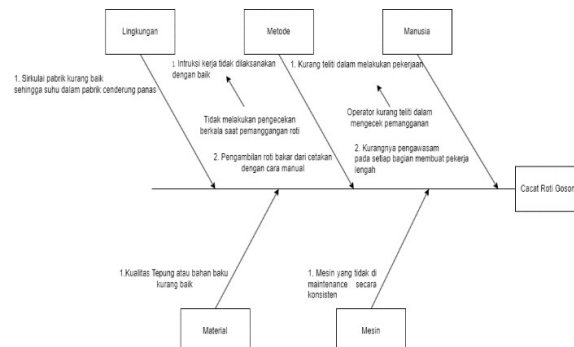 Lingkungan
Metode
Manusia
1. Sirkulai pabrik kurang baik
sehingga suhu dalam pabrik cenderung panas
1. Intruksi kerja tidak dilaksanakan
dengan baik
1. Kurang teliti dalam melakukan pekerjaan
Tidak melakukan pengecekan
berkala saat pemanggangan roti
Operator kurang teliti dalam
mengecek pemanganan
2. Pengambilan roti bakar dari cetakan
dengan cara manual
2. Kurangnya pengawasam
pada setiap bagian membuat pekerja
lengah
Cacat Roti Goson
1.Kualitas Tepung atau bahan baku
kurang baik
1. Mesin yang tidak di
maintenance secara
konsisten
Material
Mesin